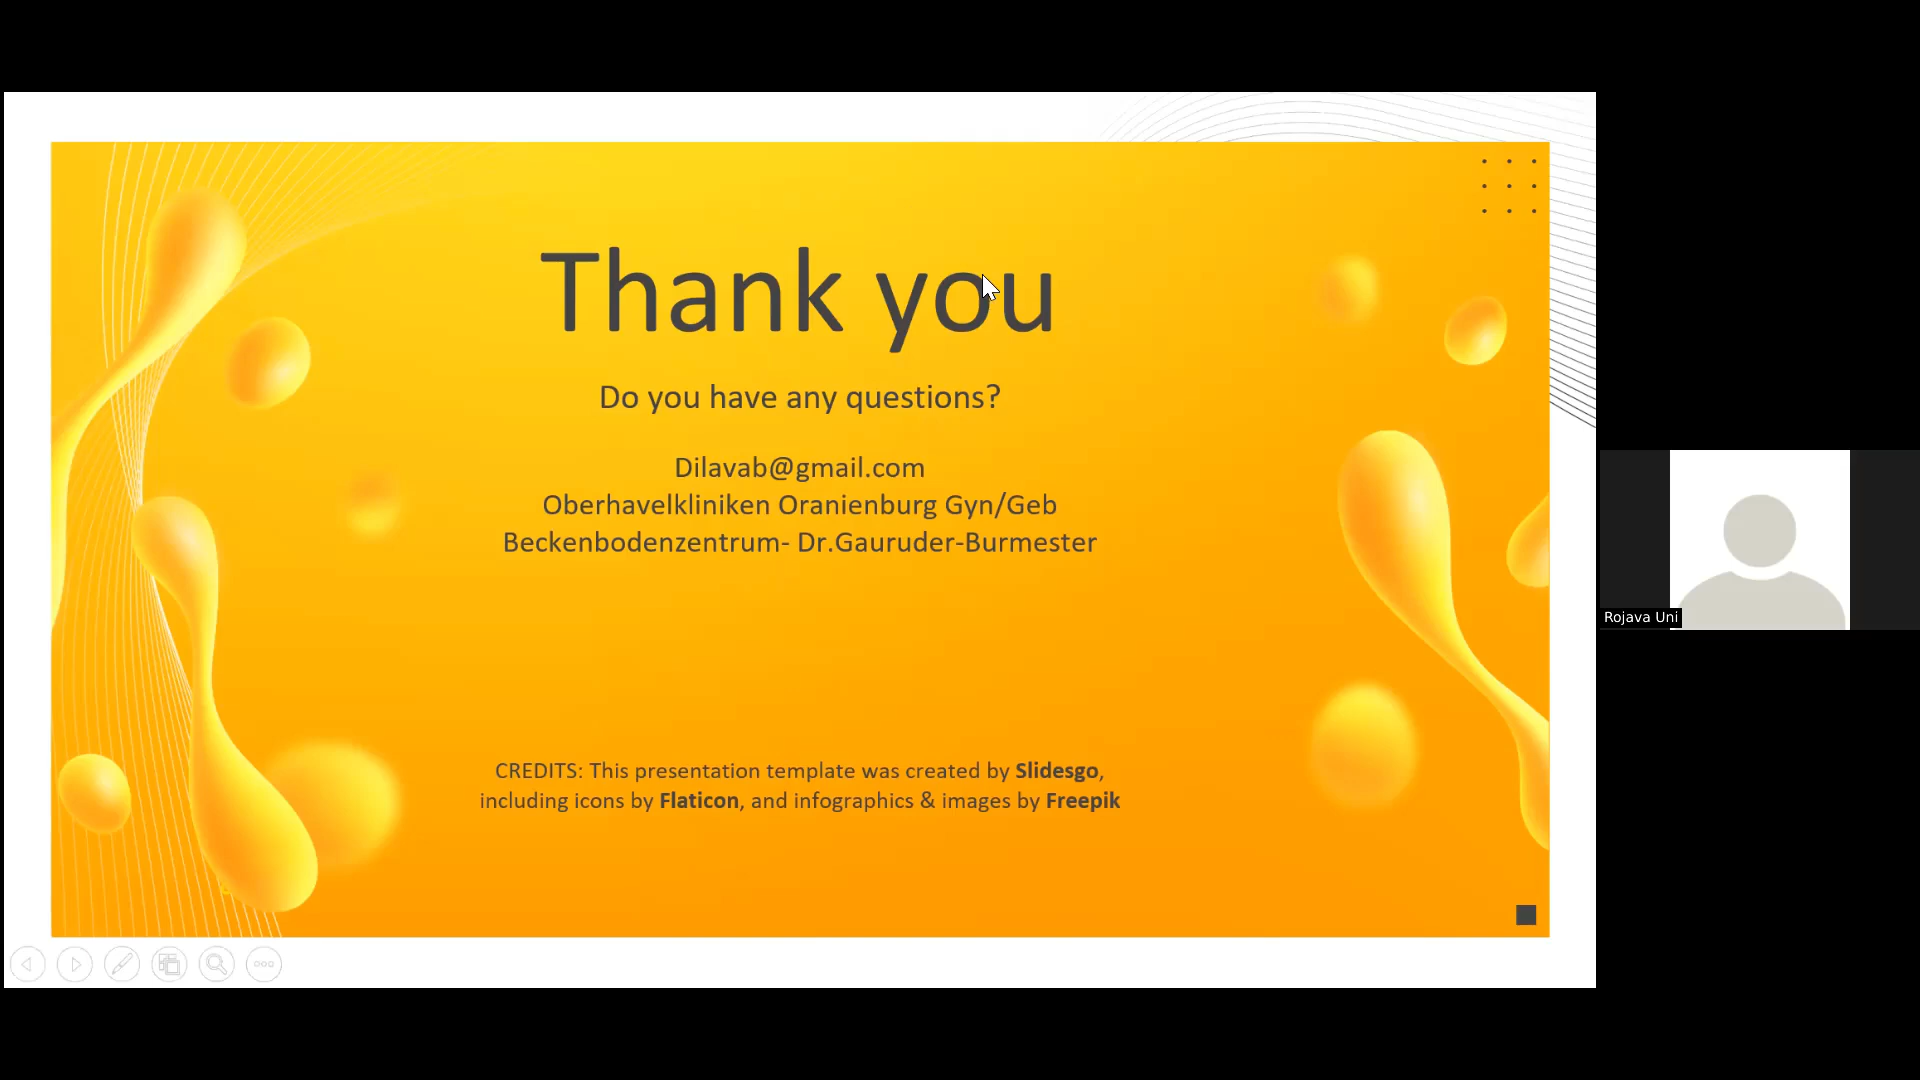 Thank you
Do you have any questions?
Dilavab@gmail.com
Oberhavelkliniken Oranienburg Gyn/Geb
Beckenbodenzentrum- Dr.Gauruder-Burmester
CREDITS: This presentation template was created by Slidesgo,
including icons by Flaticon, and infographics & images by Freepik
Rojava Uni